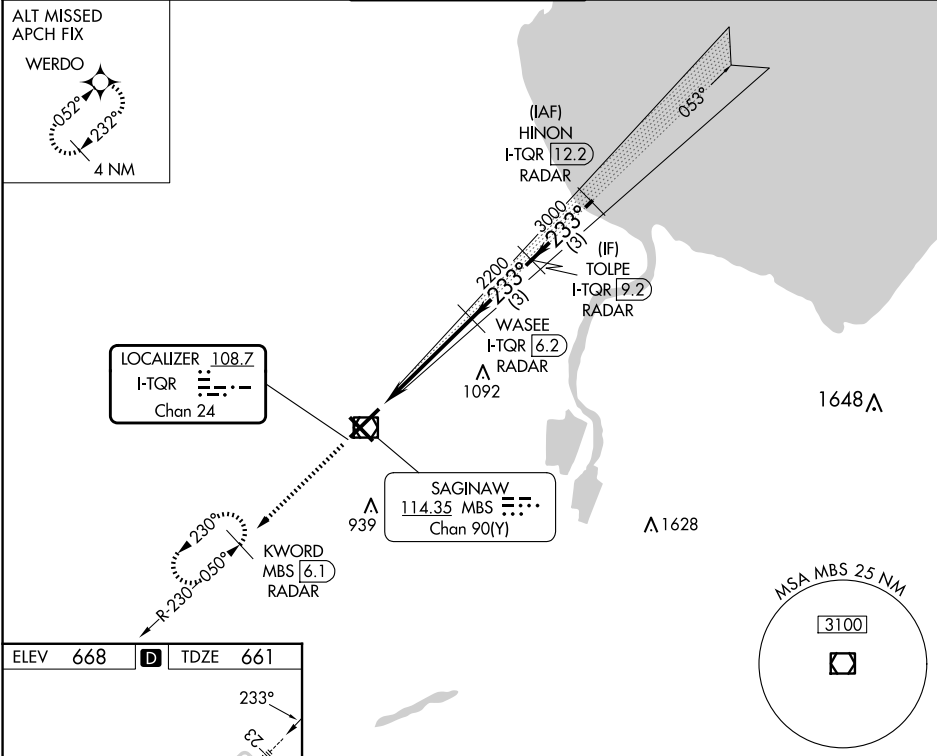 ALT MISSED
APCH FIX
WERDO
052°
232°
4 NM
053°
(IAF)
HINON
I-TQR 12.2
RADAR
3000
233°
(3)
(IF)
TOLPE
I-TQR 9.2
RADAR
2200
233°
(3)
WASEE
I-TQR 6.2
RADAR
1092
LOCALIZER 108.7
I-TQR
Chan 24
1648
SAGINAW
114.35 MBS
Chan 90(Y)
939
1628
230°
050°
R-230
KWORD
MBS 6.1
RADAR
MSA MBS 25 NM
3100
ELEV 668 D TDZE 661
233°
23